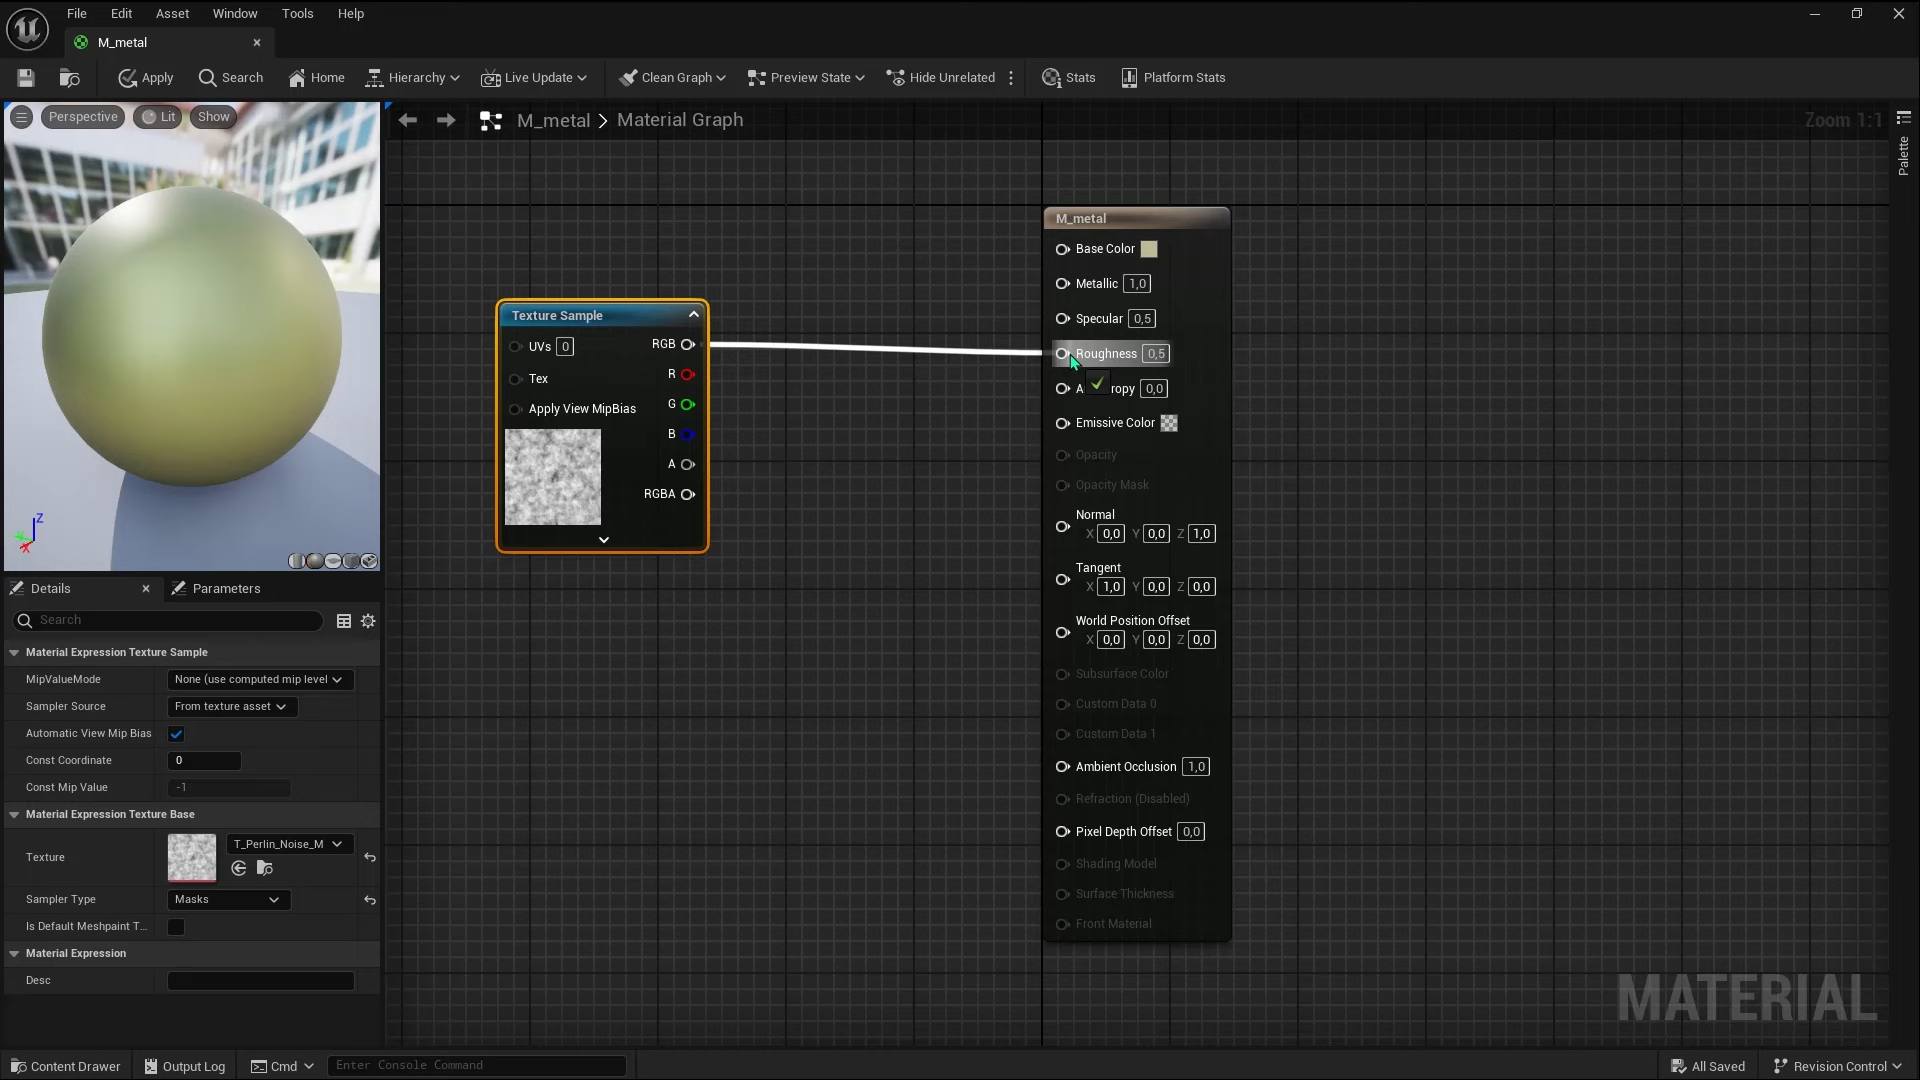 File Edit Asset Window Tools Help
M_metal
Apply Search Home Hierarchy Live Update Clean Graph Preview State Hide Unrelated Stats Platform Stats
Perspective Lit Show
M_metal > Material Graph
Zoom 1:1
Palette
Texture Sample
UVs 0
Tex
Apply View MipBias
RGB
R
G
B
A
RGBA
M_metal
Base Color
Metallic 1,0
Specular 0,5
Roughness 0,5
A ropy 0,0
Emissive Color
Opacity
Opacity Mask
Normal
X 0,0 Y 0,0 Z 1,0
Tangent
X 1,0 Y 0,0 Z 0,0
World Position Offset
X 0,0 Y 0,0 Z 0,0
Subsurface Color
Custom Data 0
Custom Data 1
Ambient Occlusion 1,0
Refraction (Disabled)
Pixel Depth Offset 0,0
Shading Model
Surface Thickness
Front Material
MATERIAL
Z
X
Details Parameters
Search
Material Expression Texture Sample
MipValueMode None (use computed mip level
Sampler Source From texture asset
Automatic View Mip Bias
Const Coordinate 0
Const Mip Value -1
Material Expression Texture Base
Texture T_Perlin_Noise_M
Sampler Type Masks
Is Default Meshpaint T...
Material Expression
Desc
Content Drawer Output Log Cmd Enter Console Command All Saved Revision Control